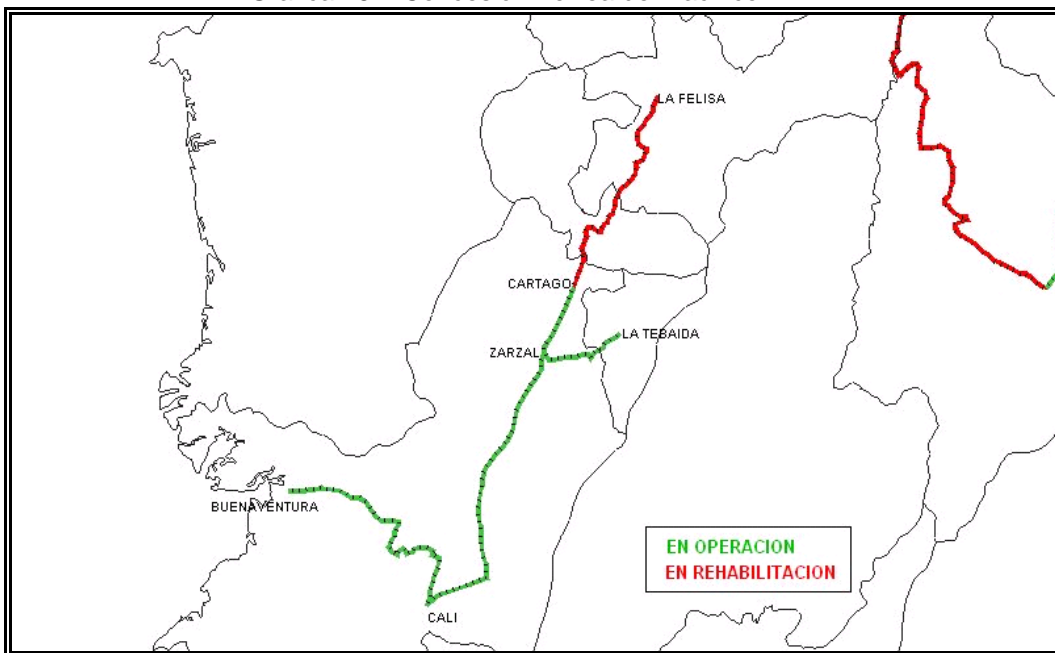 LA FELISA
CARTAGO
LA TEBAIDA
ZARZAL
BUENAVENTURA
EN OPERACION
EN REHABILITACION
CALI